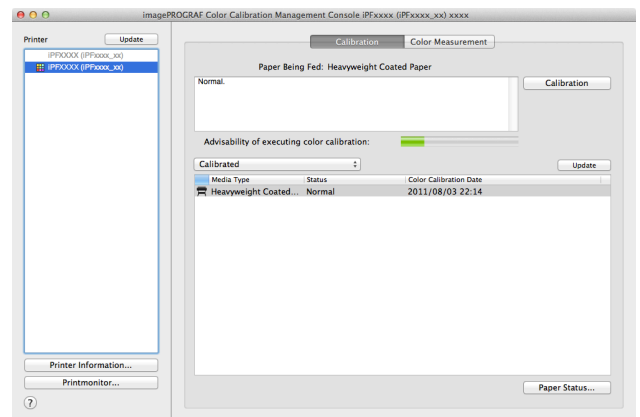 imagePROGRAF Color Calibration Management Console iPFxxxx (iPFxxxx_xx) xxxx
Printer
Update
iPFXXXX (iPFxxxx_xx)
iPFXXXX (iPFxxxx_xx)
Printer Information...
Printmonitor...
?
Calibration
Color Measurement
Paper Being Fed: Heavyweight Coated Paper
Normal.
Calibration
Advisability of executing color calibration:
Calibrated
Update
Media Type Status Color Calibration Date
Heavyweight Coated... Normal 2011/08/03 22:14
Paper Status...